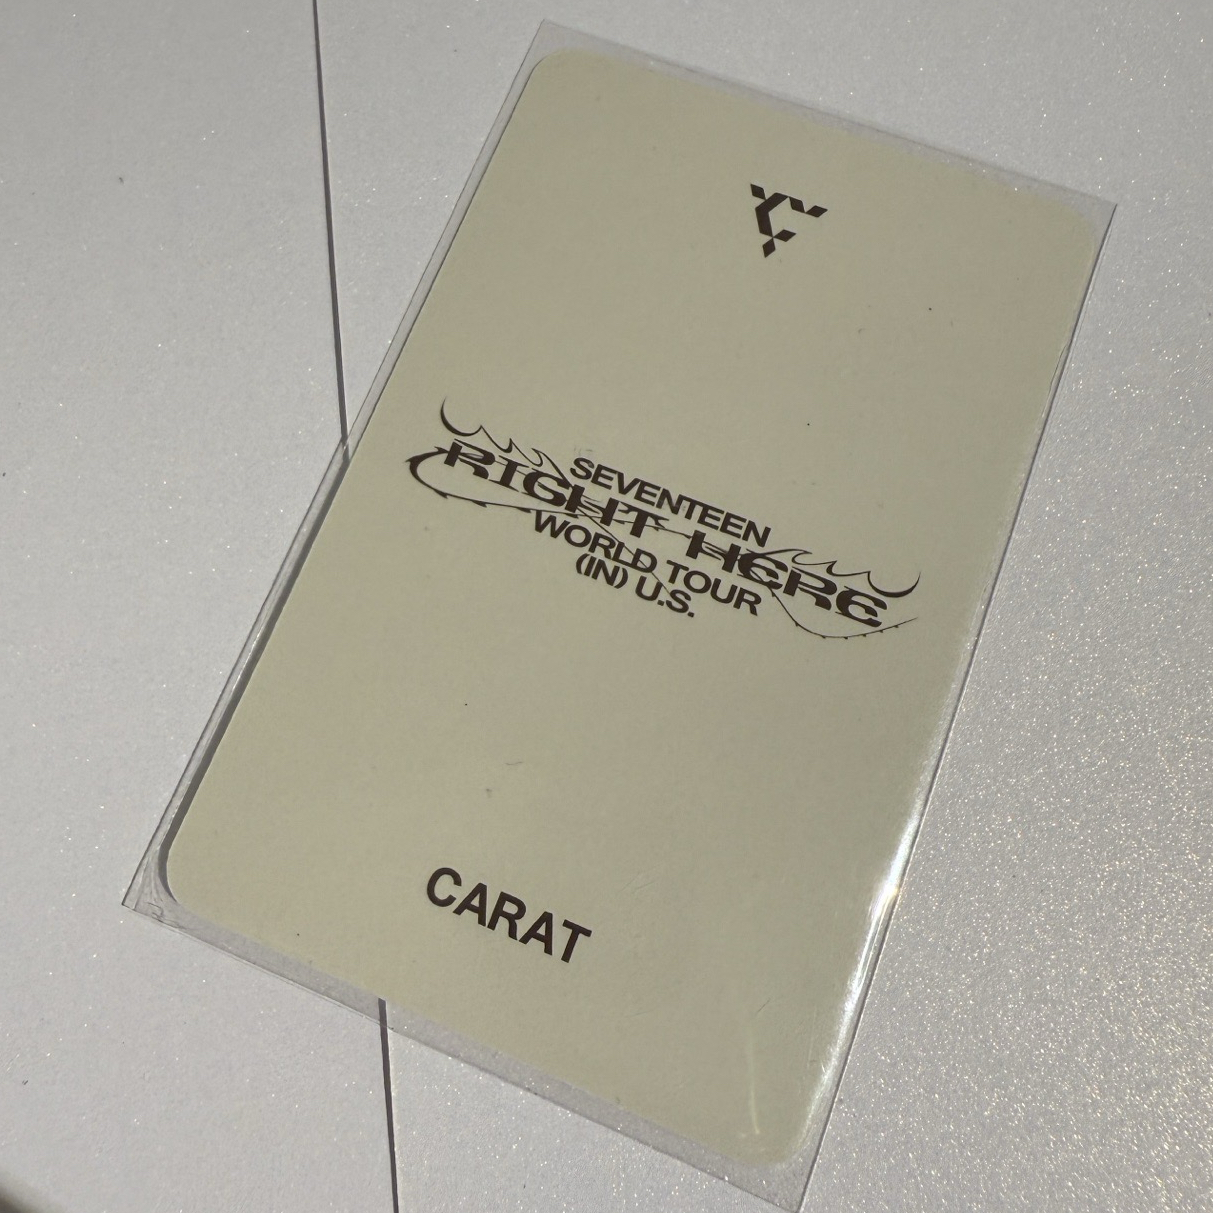 SEVENTEEN
RIGHT HERE
WORLD TOUR
(IN) U.S.
CARAT